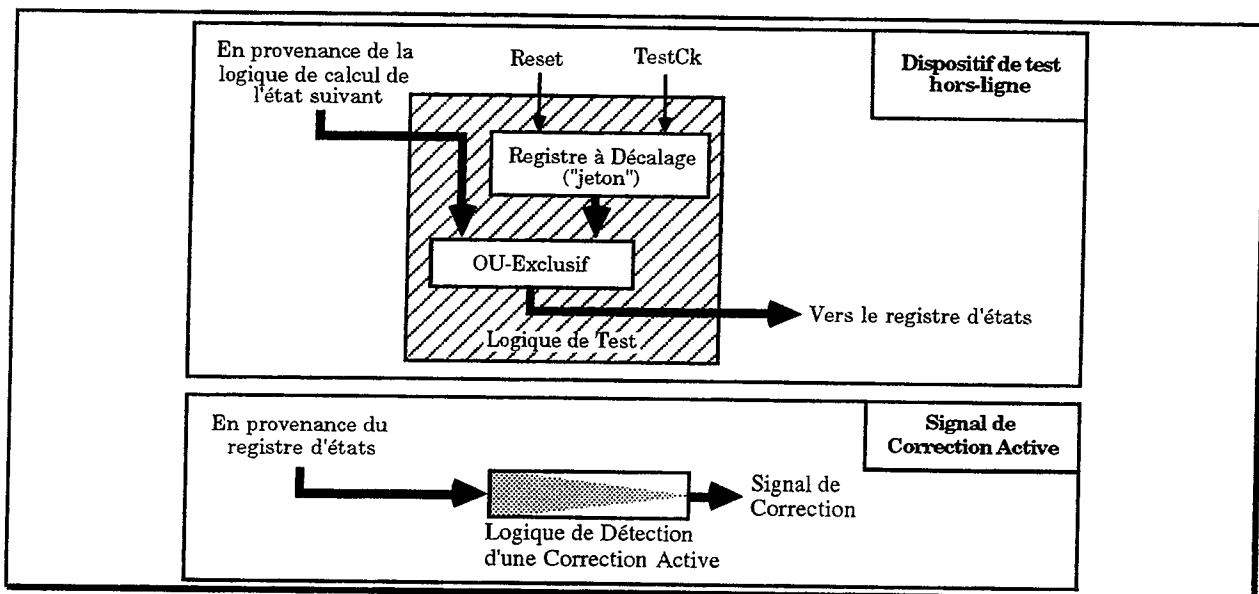 En provenance de la
logique de calcul de
l'état suivant
Reset
TestCk
Dispositif de test
hors-ligne
Registre à Décalage
("jeton")
OU-Exclusif
Vers le registre d'états
Logique de Test
En provenance du
registre d'états
Signal de
Correction Active
Signal de
Correction
Logique de Détection
d'une Correction Active